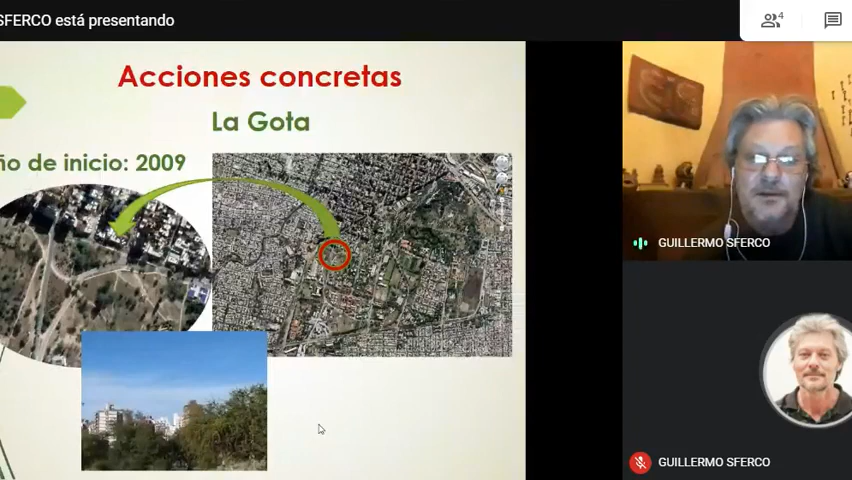 SFERCO está presentando
4
Acciones concretas
La Gota
ño de inicio: 2009
GUILLERMO SFERCO
GUILLERMO SFERCO